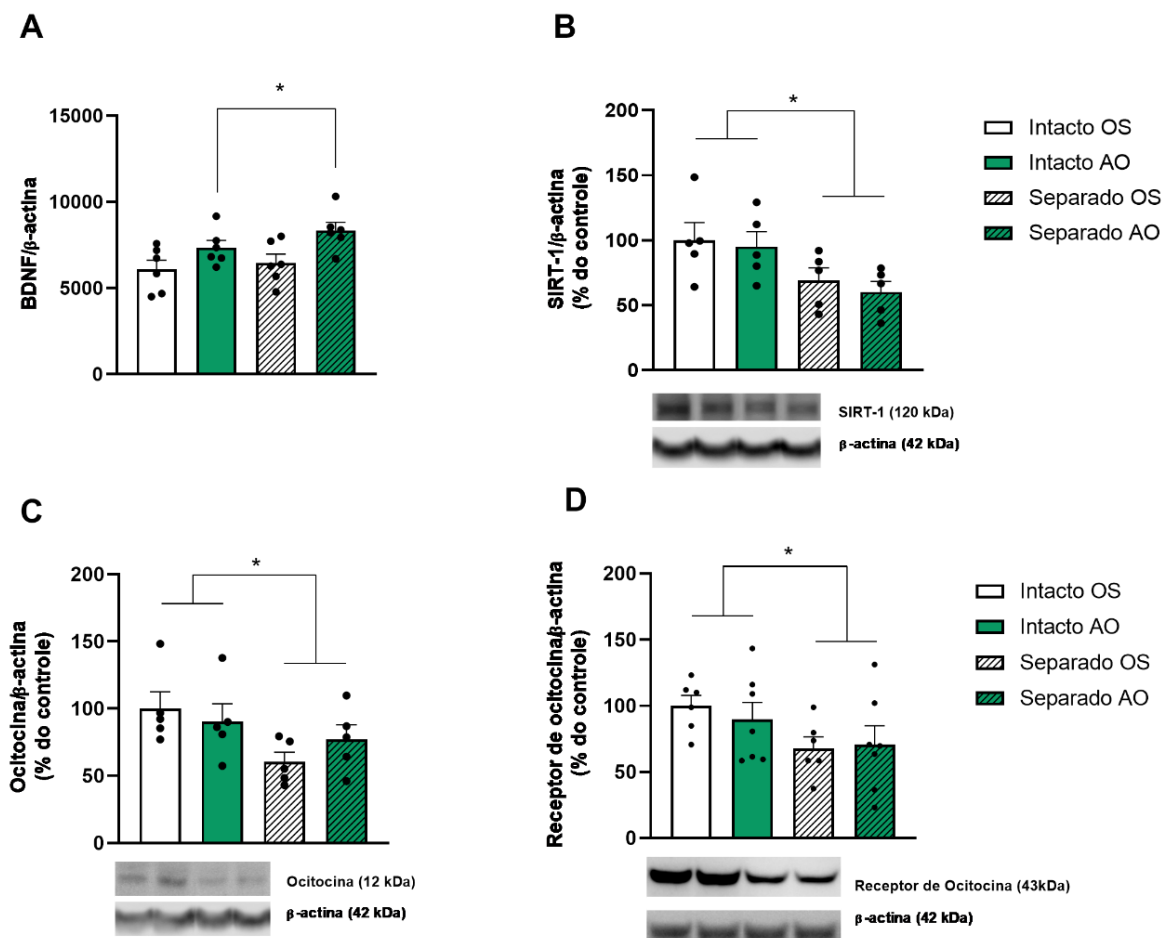 A
BDNF/β-actina
15000
10000
5000
0
*
B
SIRT-1/β-actina
(% do controle)
200
150
100
50
0
*
Intacto OS
Intacto AO
Separado OS
Separado AO
SIRT-1 (120 kDa)
β-actina (42 kDa)
C
Ocitocina/β-actina
(% do controle)
200
150
100
50
0
*
Ocitocina (12 kDa)
β-actina (42 kDa)
D
Receptor de ocitocina/β-actina
(% do controle)
200
150
100
50
0
*
Intacto OS
Intacto AO
Separado OS
Separado AO
Receptor de Ocitocina (43kDa)
β-actina (42 kDa)